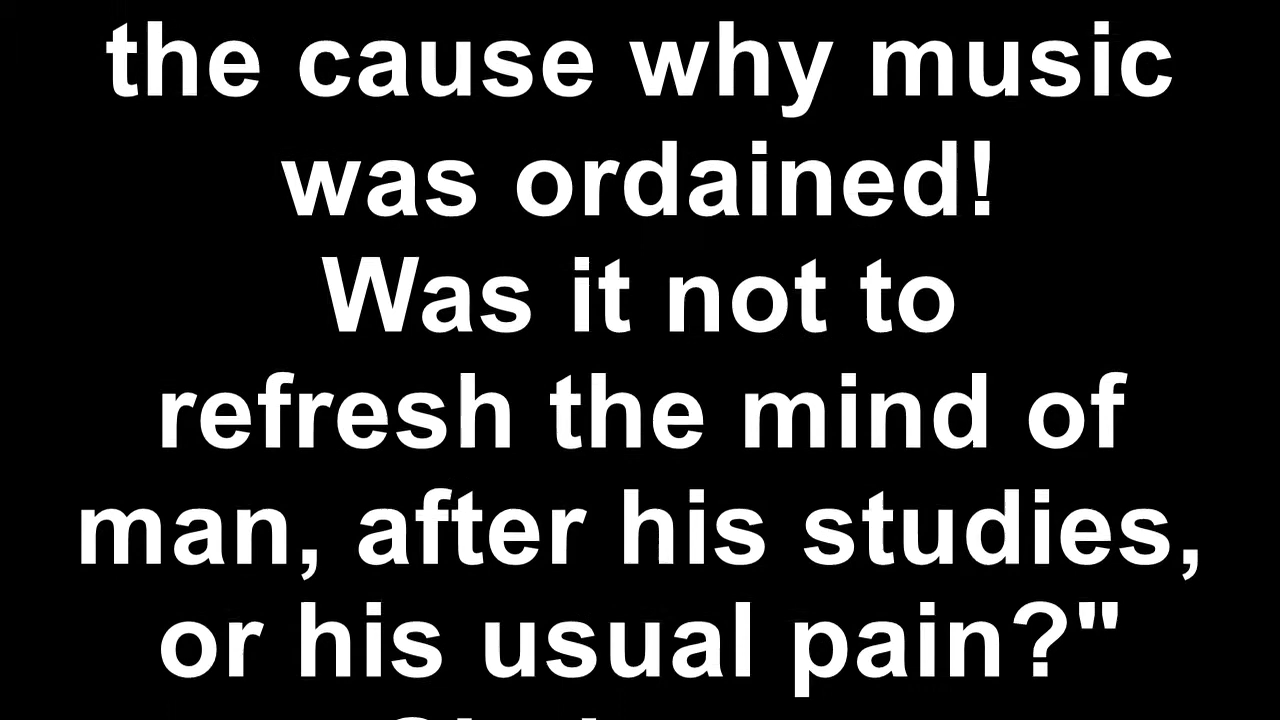 the cause why music
was ordained!
Was it not to
refresh the mind of
man, after his studies,
or his usual pain?"